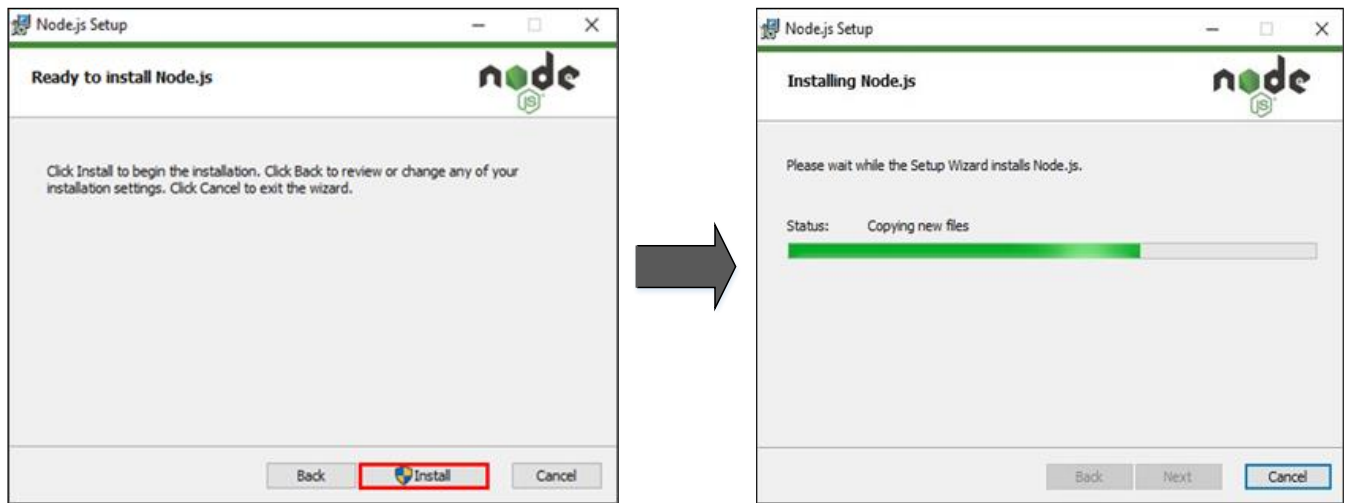 Node.js Setup
Ready to install Node.js
node
JS
Click Install to begin the installation. Click Back to review or change any of your
installation settings. Click Cancel to exit the wizard.
Back Install Cancel
Node.js Setup
Installing Node.js
node
JS
Please wait while the Setup Wizard installs Node.js.
Status: Copying new files
Back Next Cancel